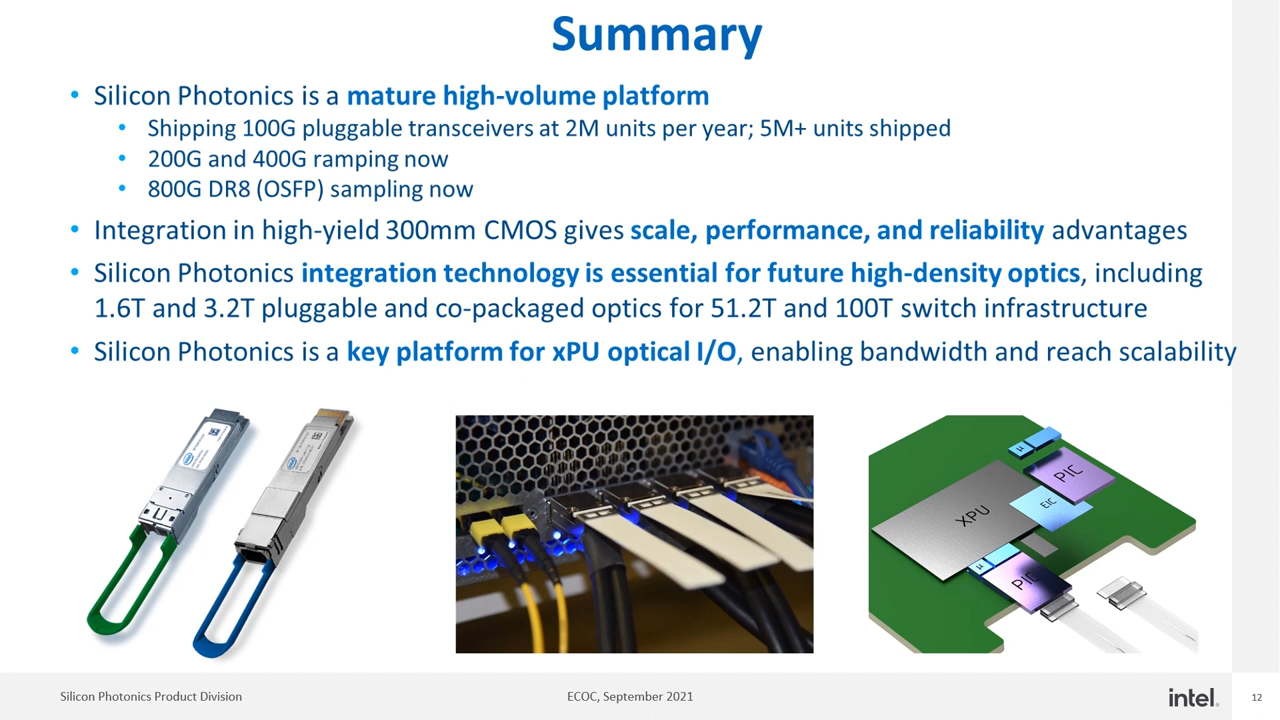 Summary
• Silicon Photonics is a mature high-volume platform
• Shipping 100G pluggable transceivers at 2M units per year; 5M+ units shipped
• 200G and 400G ramping now
• 800G DR8 (OSFP) sampling now
• Integration in high-yield 300mm CMOS gives scale, performance, and reliability advantages
• Silicon Photonics integration technology is essential for future high-density optics, including
1.6T and 3.2T pluggable and co-packaged optics for 51.2T and 100T switch infrastructure
• Silicon Photonics is a key platform for xPU optical I/O, enabling bandwidth and reach scalability
μ
PIC
EIC
XPU
μ
PIC
Silicon Photonics Product Division
ECOC, September 2021
intel.
12